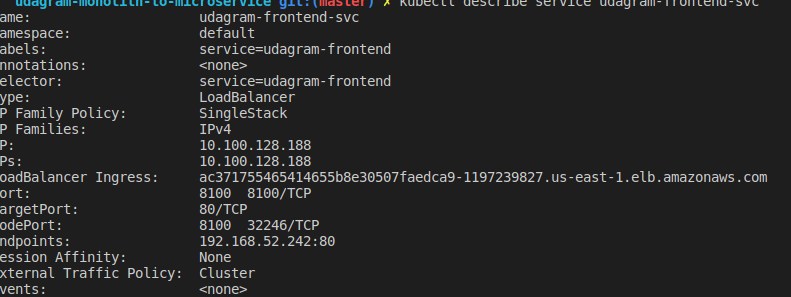 udagram-monolith-to-microservice git:(master) ✗ kubectl describe service udagram-frontend-svc
ame: udagram-frontend-svc
amespace: default
abels: service=udagram-frontend
nnotations: <none>
elector: service=udagram-frontend
ype: LoadBalancer
P Family Policy: SingleStack
P Families: IPv4
P: 10.100.128.188
Ps: 10.100.128.188
oadBalancer Ingress: ac371755465414655b8e30507faedca9-1197239827.us-east-1.elb.amazonaws.com
ort: 8100 8100/TCP
argetPort: 80/TCP
odePort: 8100 32246/TCP
ndpoints: 192.168.52.242:80
ession Affinity: None
xternal Traffic Policy: Cluster
vents: <none>